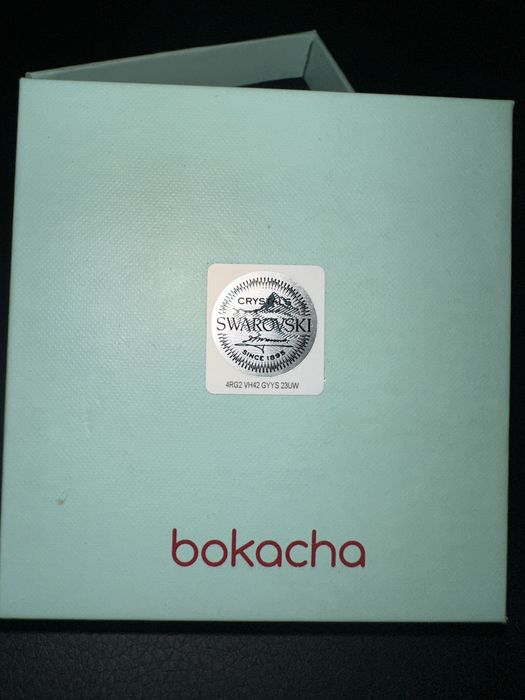 CRYSTALS
SWAROVSKI
SINCE 1895
4RG2 VH42 GYYS 23UW
bokacha